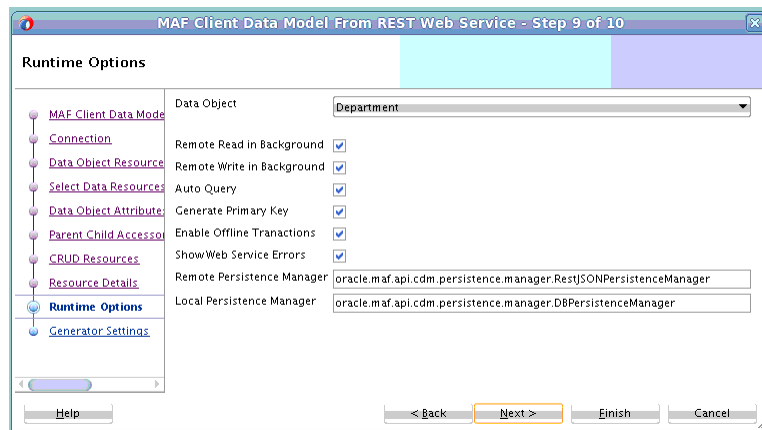 MAF Client Data Model From REST Web Service - Step 9 of 10
Runtime Options
MAF Client Data Mode
Connection
Data Object Resource
Select Data Resources
Data Object Attribute
Parent Child Accesso
CRUD Resources
Resource Details
Runtime Options
Generator Settings
Data Object
Department
Remote Read in Background
Remote Write in Background
Auto Query
Generate Primary Key
Enable Offline Tranactions
Show Web Service Errors
Remote Persistence Manager
oracle.maf.api.cdm.persistence.manager.RestJSONPersistenceManager
Local Persistence Manager
oracle.maf.api.cdm.persistence.manager.DBPersistenceManager
Help
< Back
Next >
Finish
Cancel